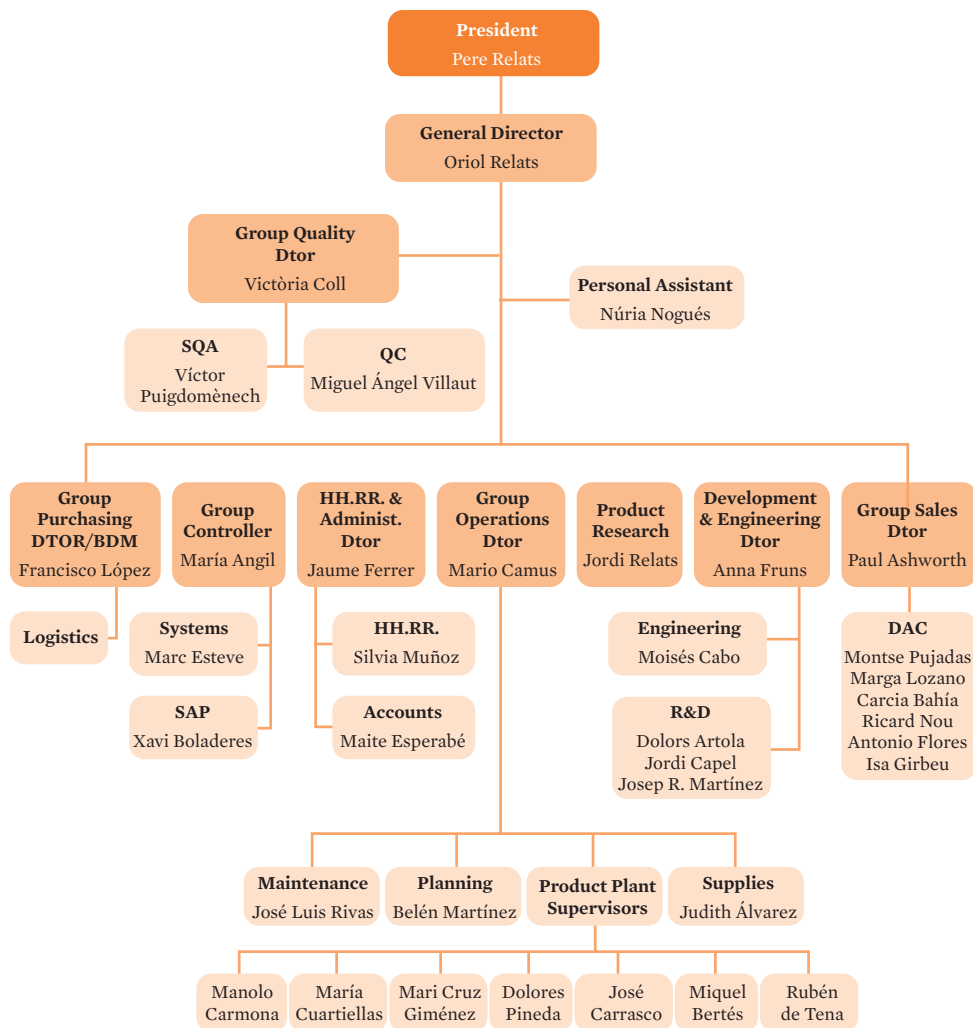 President
Pere Relats
General Director
Oriol Relats
Group Quality
Dtor
Victòria Coll
Personal Assistant
Núria Nogués
SQA
Víctor
Puigdomènech
QC
Miguel Ángel Villaut
Group
Purchasing
DTOR/BDM
Francisco López
Group
Controller
María Angil
HH.RR. &
Administ.
Dtor
Jaume Ferrer
Group
Operations
Dtor
Mario Camus
Product
Research
Jordi Relats
Development
& Engineering
Dtor
Anna Fruns
Group Sales
Dtor
Paul Ashworth
Logistics
Systems
Marc Esteve
SAP
Xavi Boladeres
HH.RR.
Silvia Muñoz
Accounts
Maite Esperabé
Engineering
Moisés Cabo
R&D
Dolors Artola
Jordi Capel
Josep R. Martínez
DAC
Montse Pujadas
Marga Lozano
Carcia Bahía
Ricard Nou
Antonio Flores
Isa Girbeu
Maintenance
José Luis Rivas
Planning
Belén Martínez
Product Plant
Supervisors
Supplies
Judith Álvarez
Manolo
Carmona
María
Cuartiellas
Mari Cruz
Giménez
Dolores
Pineda
José
Carrasco
Miquel
Bertés
Rubén
de Tena